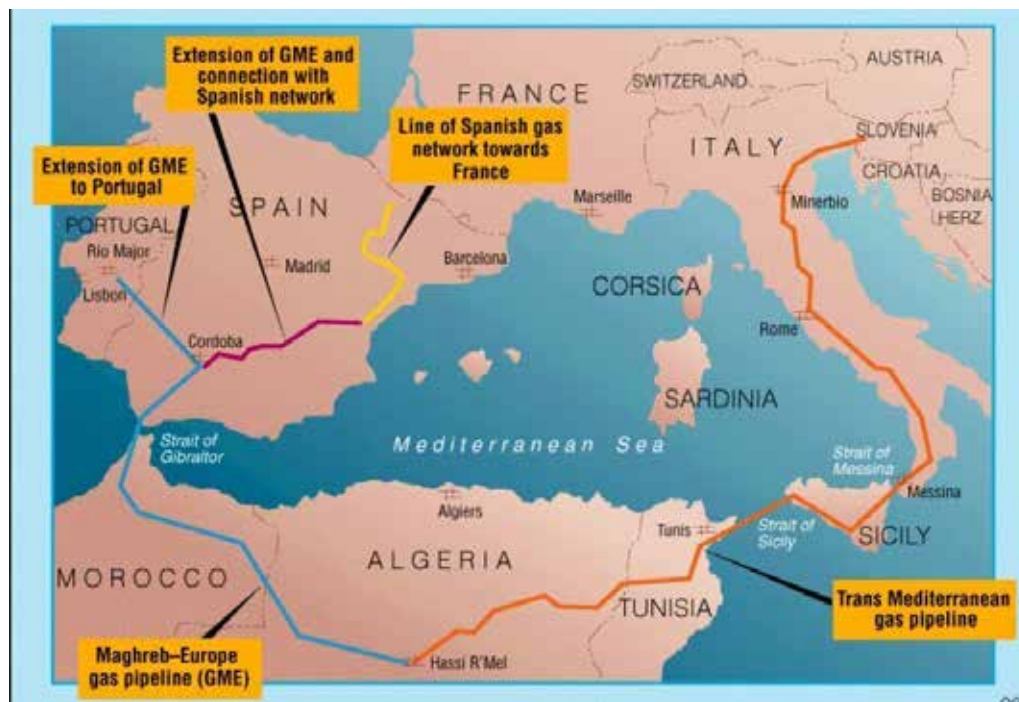 Extension of GME and
connection with
Spanish network
Extension of GME
to Portugal
Line of Spanish gas
network towards
France
FRANCE
SWITZERLAND
AUSTRIA
ITALY
SLOVENIA
CROATIA
BOSNIA
HERZ
Minerbio
Marseille
SPAIN
PORTUGAL
Rio Major
Lisbon
Madrid
Barcelona
Cordoba
CORSICA
Rome
SARDINIA
Mediterranean Sea
Strait of
Gibraltor
Strait of
Messina
Messina
Algiers
Tunis
Strait of
Sicily
SICILY
ALGERIA
MOROCCO
TUNISIA
Trans Mediterranean
gas pipeline
Hassi R'Mel
Maghreb–Europe
gas pipeline (GME)